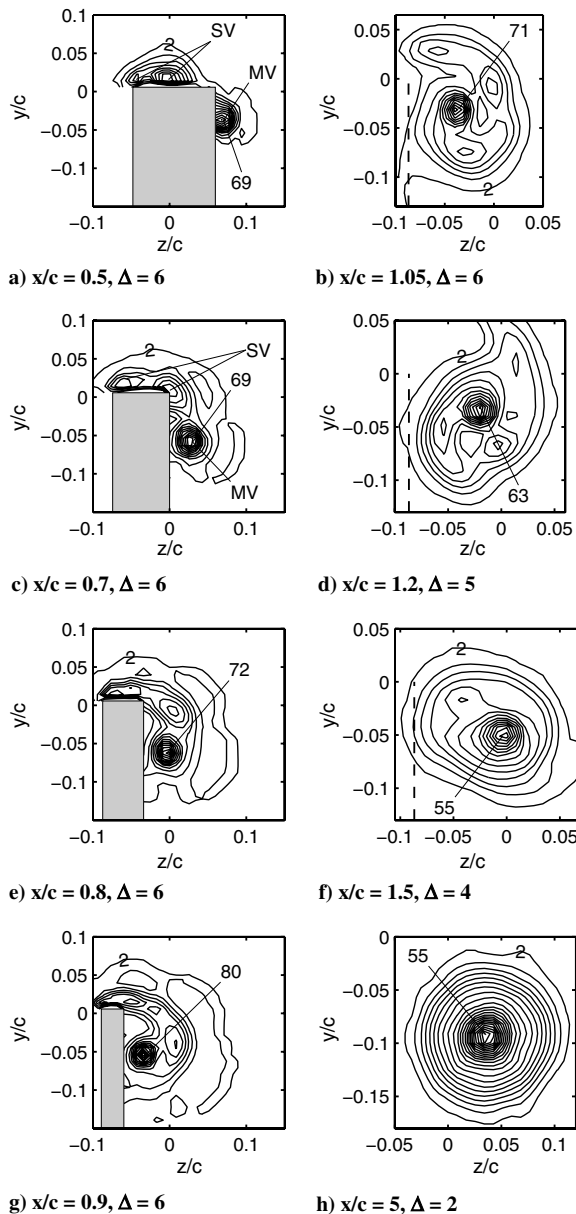 0.1
0.05
0
−0.05
−0.1
y/c
2
SV
MV
69
−0.1
0
0.1
z/c
a) x/c = 0.5, Δ = 6
0.05
0
−0.05
−0.1
y/c
71
2
−0.1
−0.05
0
0.05
z/c
b) x/c = 1.05, Δ = 6
0.1
0.05
0
−0.05
−0.1
y/c
2
SV
69
MV
−0.1
0
0.1
z/c
c) x/c = 0.7, Δ = 6
0.05
0
−0.05
−0.1
y/c
2
63
−0.1
−0.05
0
0.05
z/c
d) x/c = 1.2, Δ = 5
0.1
0.05
0
−0.05
−0.1
y/c
2
72
−0.1
0
0.1
z/c
e) x/c = 0.8, Δ = 6
0.05
0
−0.05
−0.1
y/c
2
55
−0.1
−0.05
0
0.05
z/c
f) x/c = 1.5, Δ = 4
0.1
0.05
0
−0.05
−0.1
y/c
2
80
−0.1
0
0.1
z/c
g) x/c = 0.9, Δ = 6
0
−0.05
−0.1
−0.15
y/c
55
2
0
0.05
0.1
z/c
h) x/c = 5, Δ = 2